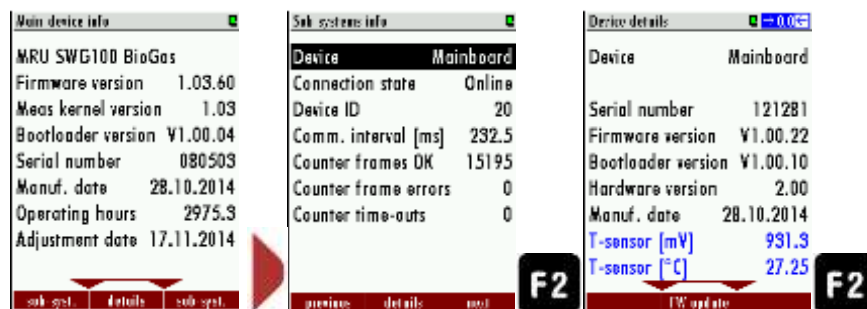 Main device info
MRU SWG100 BioGas
Firmware version 1.03.60
Meas kernel version 1.03
Bootloader version V1.00.04
Serial number 080503
Manuf. date 28.10.2014
Operating hours 2975.3
Adjustment date 17.11.2014
sub syst. details sub syst.
Sub systems info
Device Mainboard
Connection state Online
Device ID 20
Comm. interval [ms] 232.5
Counter frames OK 15195
Counter frame errors 0
Counter time-outs 0
previous details next
F2
Device details →0.0←
Device Mainboard
Serial number 121281
Firmware version V1.00.22
Bootloader version V1.00.10
Hardware version 2.00
Manuf. date 28.10.2014
T-sensor [mV] 931.3
T-sensor [°C] 27.25
FW update
F2